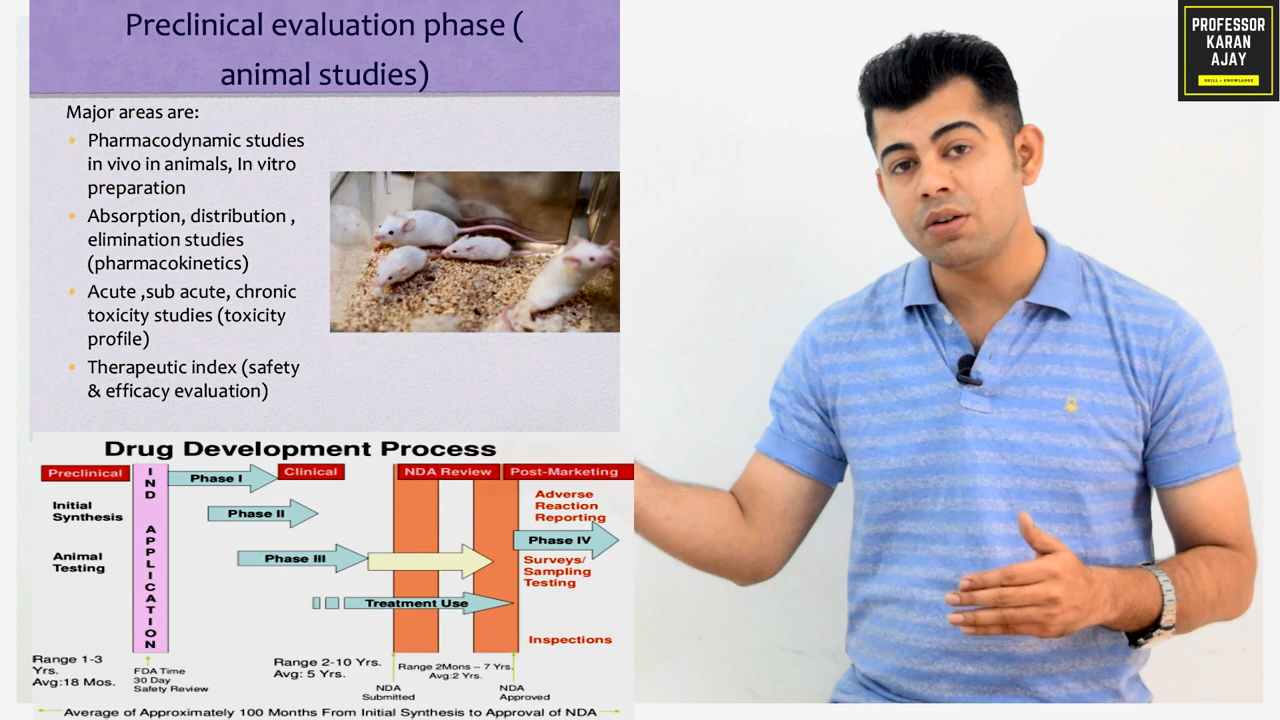 Preclinical evaluation phase (
animal studies)
Major areas are:
Pharmacodynamic studies
in vivo in animals, In vitro
preparation
Absorption, distribution ,
elimination studies
(pharmacokinetics)
Acute ,sub acute, chronic
toxicity studies (toxicity
profile)
Therapeutic index (safety
& efficacy evaluation)
PROFESSOR
KARAN
AJAY
SKILL + KNOWLEDGE
Drug Development Process
Preclinical
IND APPLICATION
Phase I
Clinical
NDA Review
Post-Marketing
Initial
Synthesis
Phase II
Adverse
Reaction
Reporting
Animal
Testing
Phase III
Phase IV
Surveys/
Sampling
Testing
Treatment Use
Inspections
Range 1-3
Yrs.
Avg:18 Mos.
FDA Time
30 Day
Safety Review
Range 2-10 Yrs.
Avg: 5 Yrs.
NDA
Submitted
Range 2Mons – 7 Yrs.
Avg:2 Yrs.
NDA
Approved
Average of Approximately 100 Months From Initial Synthesis to Approval of NDA